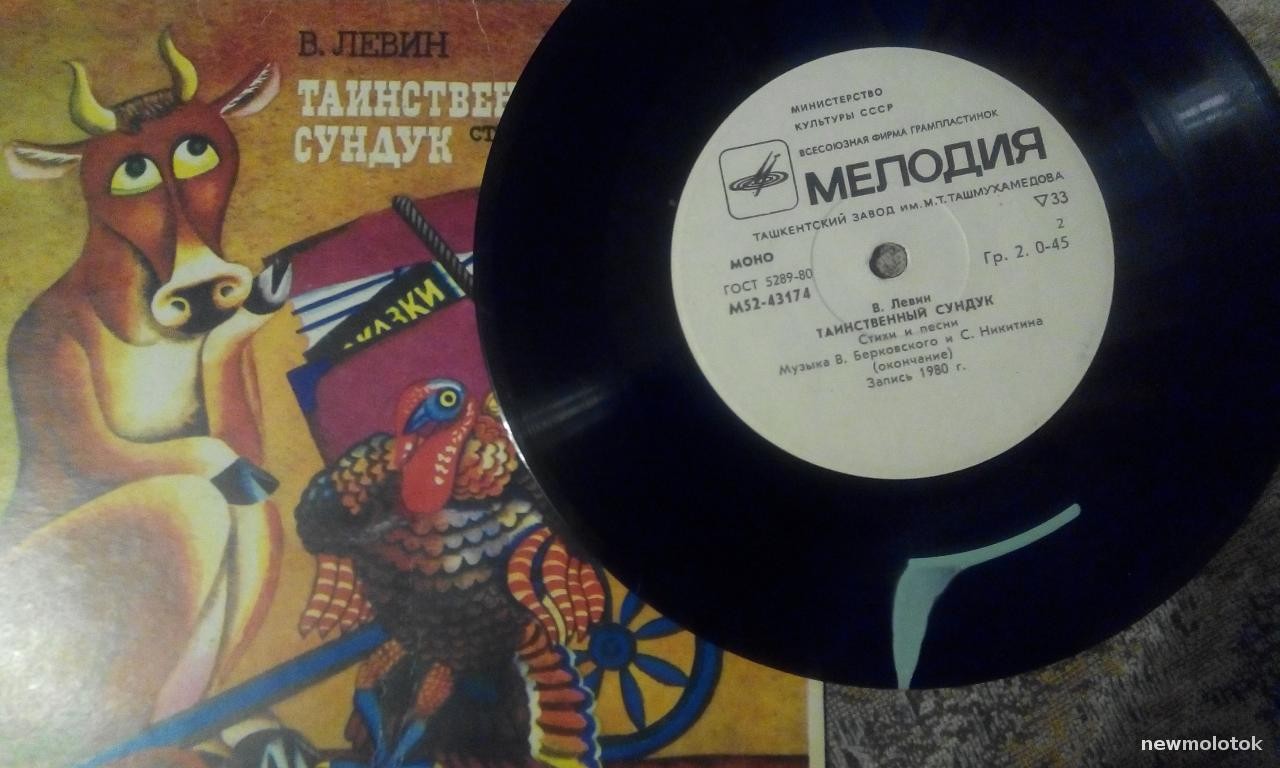 В. ЛЕВИН
ТАИНСТВЕН
СУНДУК СТ
СКАЗКИ
МИНИСТЕРСТВО
КУЛЬТУРЫ СССР
ВСЕСОЮЗНАЯ ФИРМА ГРАМПЛАСТИНОК
МЕЛОДИЯ
ТАШКЕНТСКИЙ ЗАВОД ИМ. М.Т. ТАШМУХАМЕДОВА
▽33
МОНО
2
ГОСТ 5289-80
Гр. 2. 0-45
М52-43174
В. Левин
ТАИНСТВЕННЫЙ СУНДУК
Стихи и песни
Музыка В. Берковского и С. Никитина
(окончание)
Запись 1980 г.
newmolotok